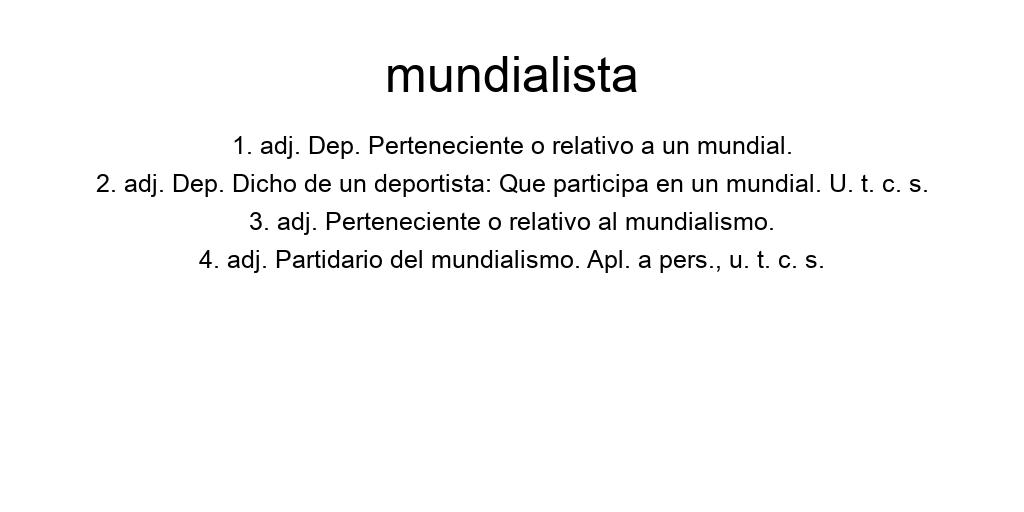 mundialista
1. adj. Dep. Perteneciente o relativo a un mundial.
2. adj. Dep. Dicho de un deportista: Que participa en un mundial. U. t. c. s.
3. adj. Perteneciente o relativo al mundialismo.
4. adj. Partidario del mundialismo. Apl. a pers., u. t. c. s.